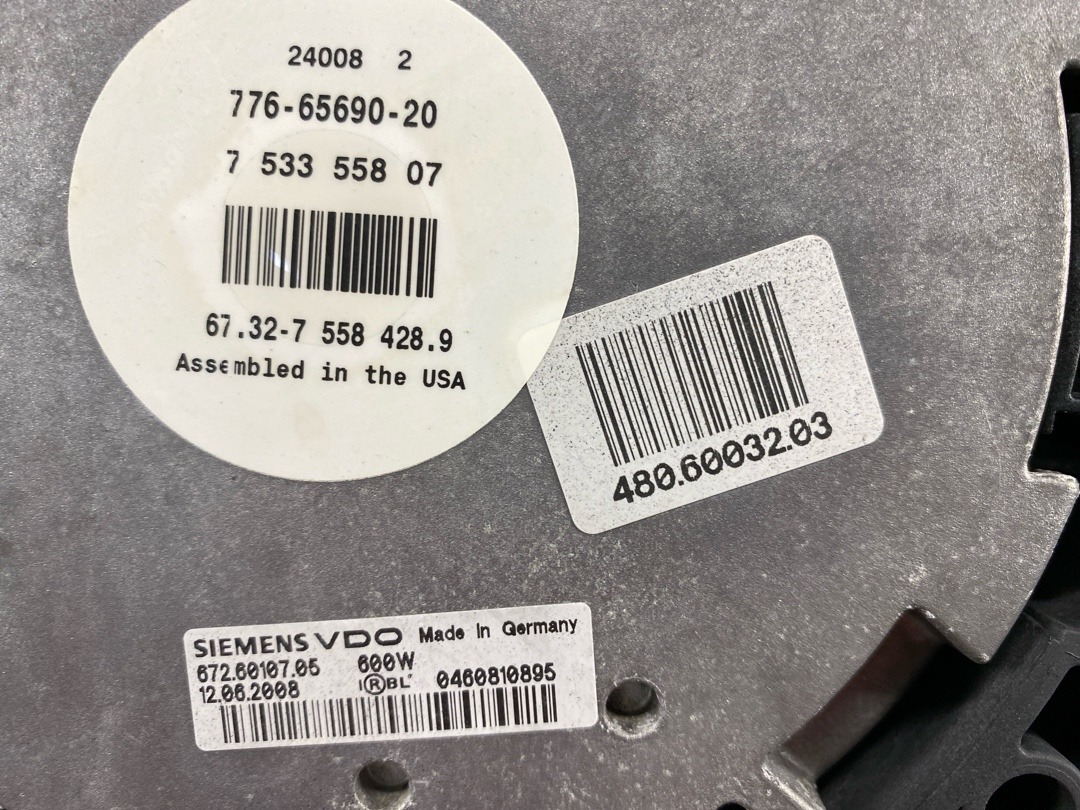 24008 2
776-65690-20
7 533 558 07
67.32-7 558 428.9
Assembled in the USA
480.60032.03
SIEMENS VDO Made in Germany
672.60107.05 600W
12.06.2008 I®BL 0460810895